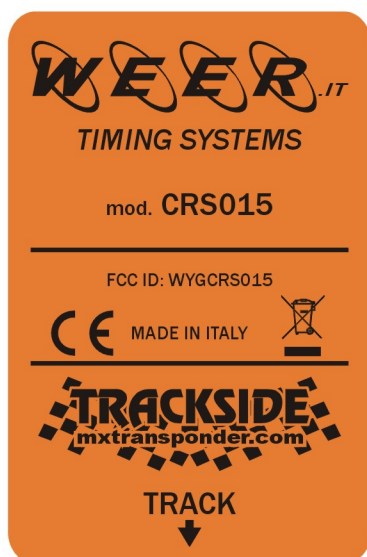 WEER.IT
TIMING SYSTEMS
mod. CRS015
FCC ID: WYGCRS015
CE MADE IN ITALY
TRACKSIDE
mxtransponder.com
TRACK